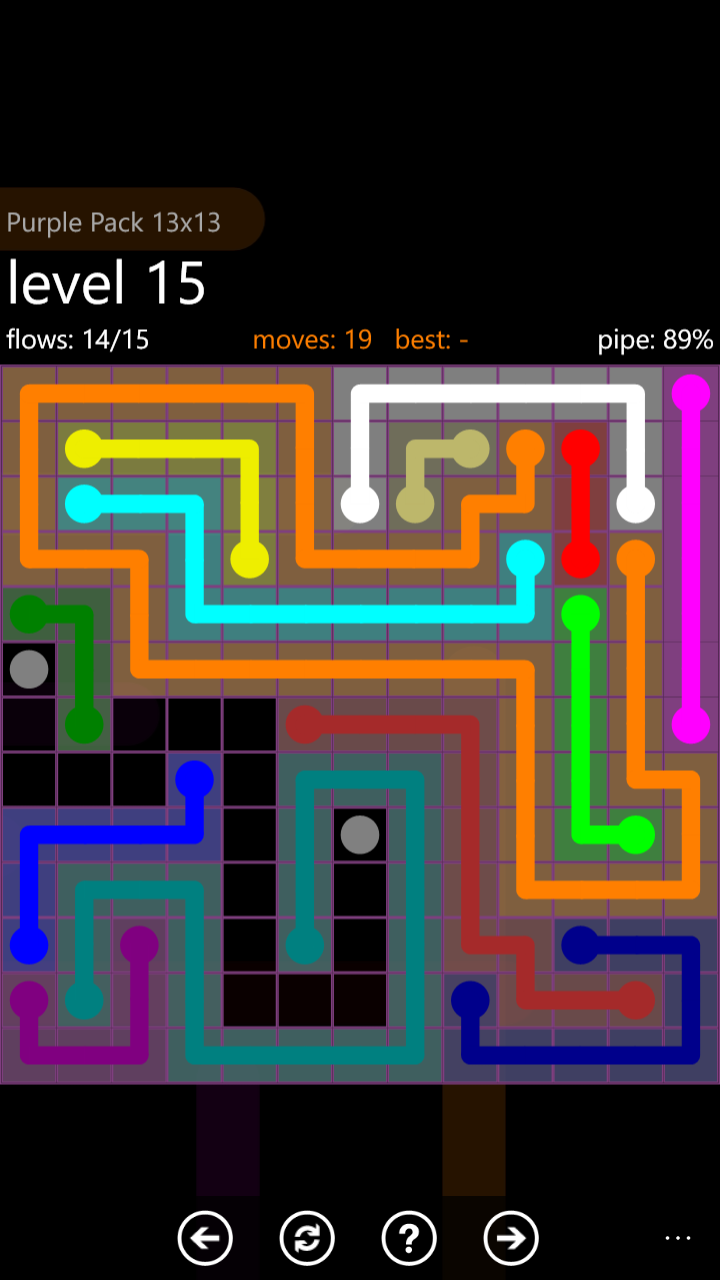 Purple Pack 13x13
level 15
flows: 14/15 moves: 19 best: - pipe: 89%
?
...